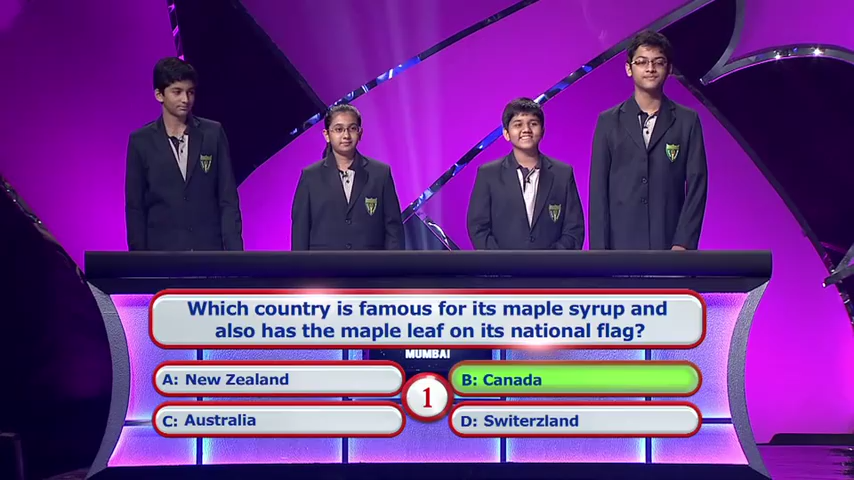 Which country is famous for its maple syrup and
also has the maple leaf on its national flag?
MUMBAI
A: New Zealand
B: Canada
1
C: Australia
D: Switerzland